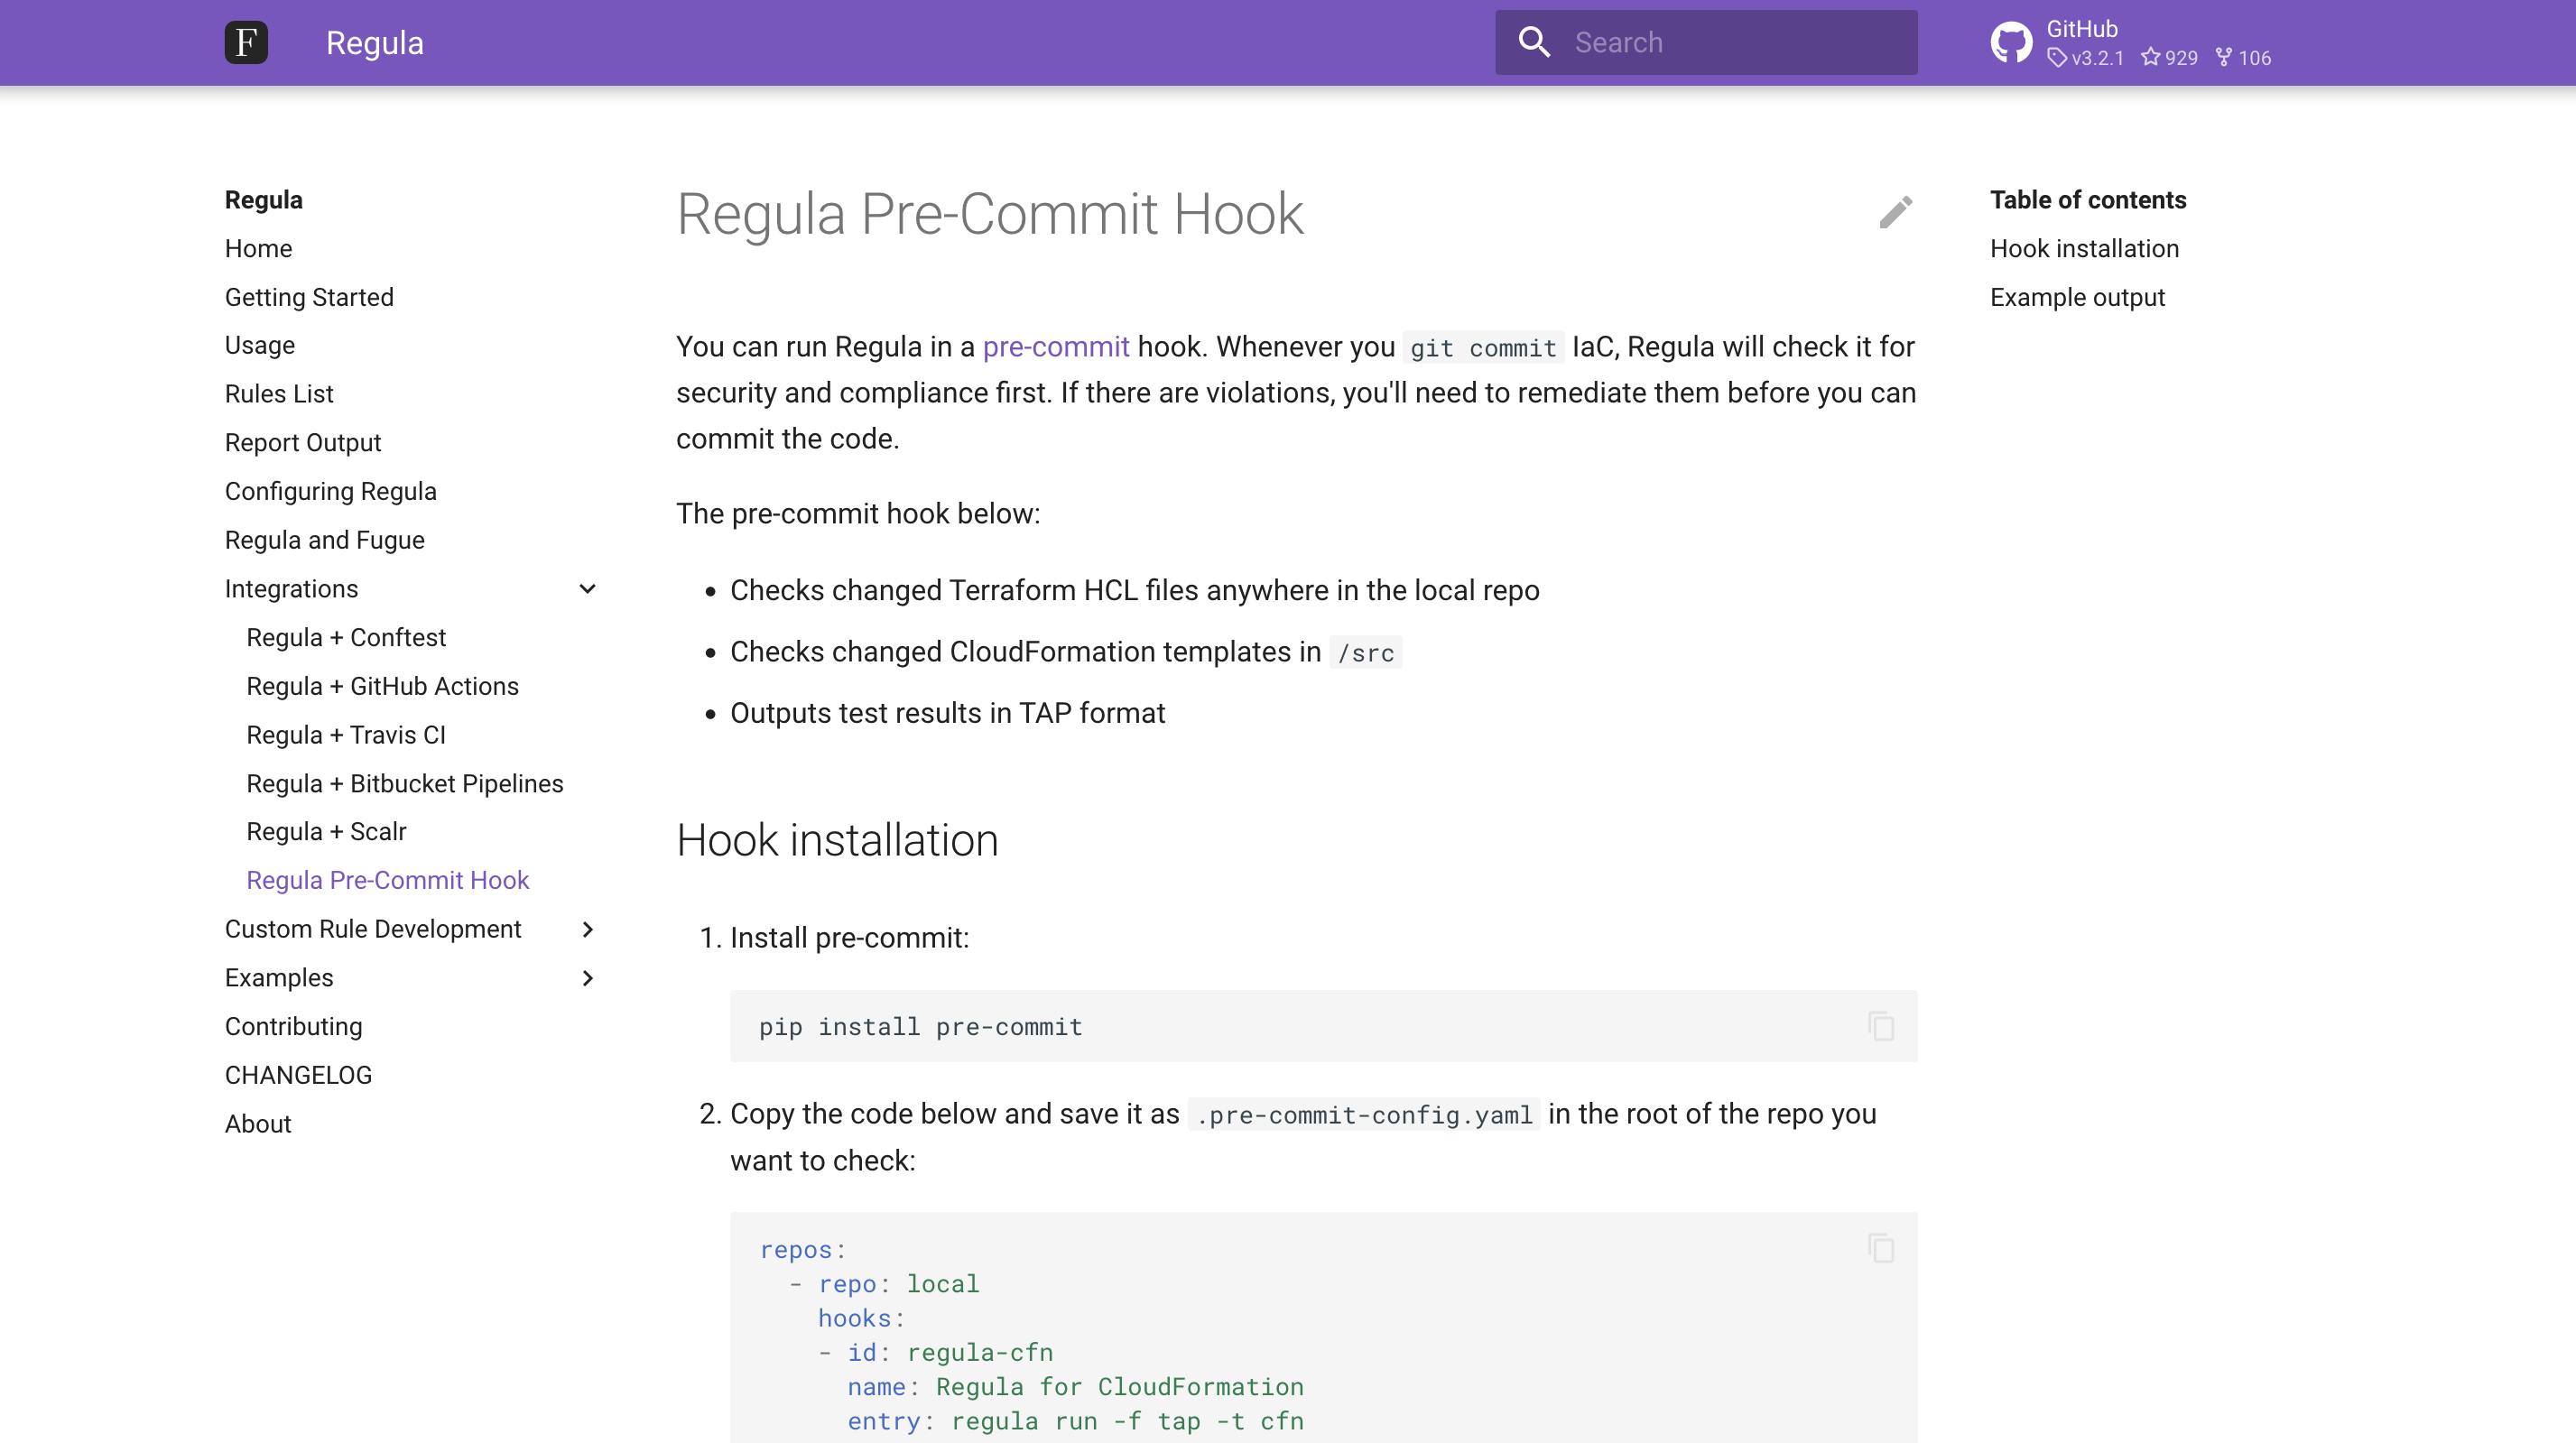 F
Regula
Search
GitHub
v3.2.1 929 106
Regula
Home
Getting Started
Usage
Rules List
Report Output
Configuring Regula
Regula and Fugue
Integrations
Regula + Conftest
Regula + GitHub Actions
Regula + Travis CI
Regula + Bitbucket Pipelines
Regula + Scalr
Regula Pre-Commit Hook
Custom Rule Development
Examples
Contributing
CHANGELOG
About
Regula Pre-Commit Hook
You can run Regula in a pre-commit hook. Whenever you git commit IaC, Regula will check it for
security and compliance first. If there are violations, you'll need to remediate them before you can
commit the code.
The pre-commit hook below:
• Checks changed Terraform HCL files anywhere in the local repo
• Checks changed CloudFormation templates in /src
• Outputs test results in TAP format
Hook installation
1. Install pre-commit:
pip install pre-commit
2. Copy the code below and save it as .pre-commit-config.yaml in the root of the repo you
want to check:
repos:
  - repo: local
    hooks:
    - id: regula-cfn
      name: Regula for CloudFormation
      entry: regula run -f tap -t cfn
Table of contents
Hook installation
Example output